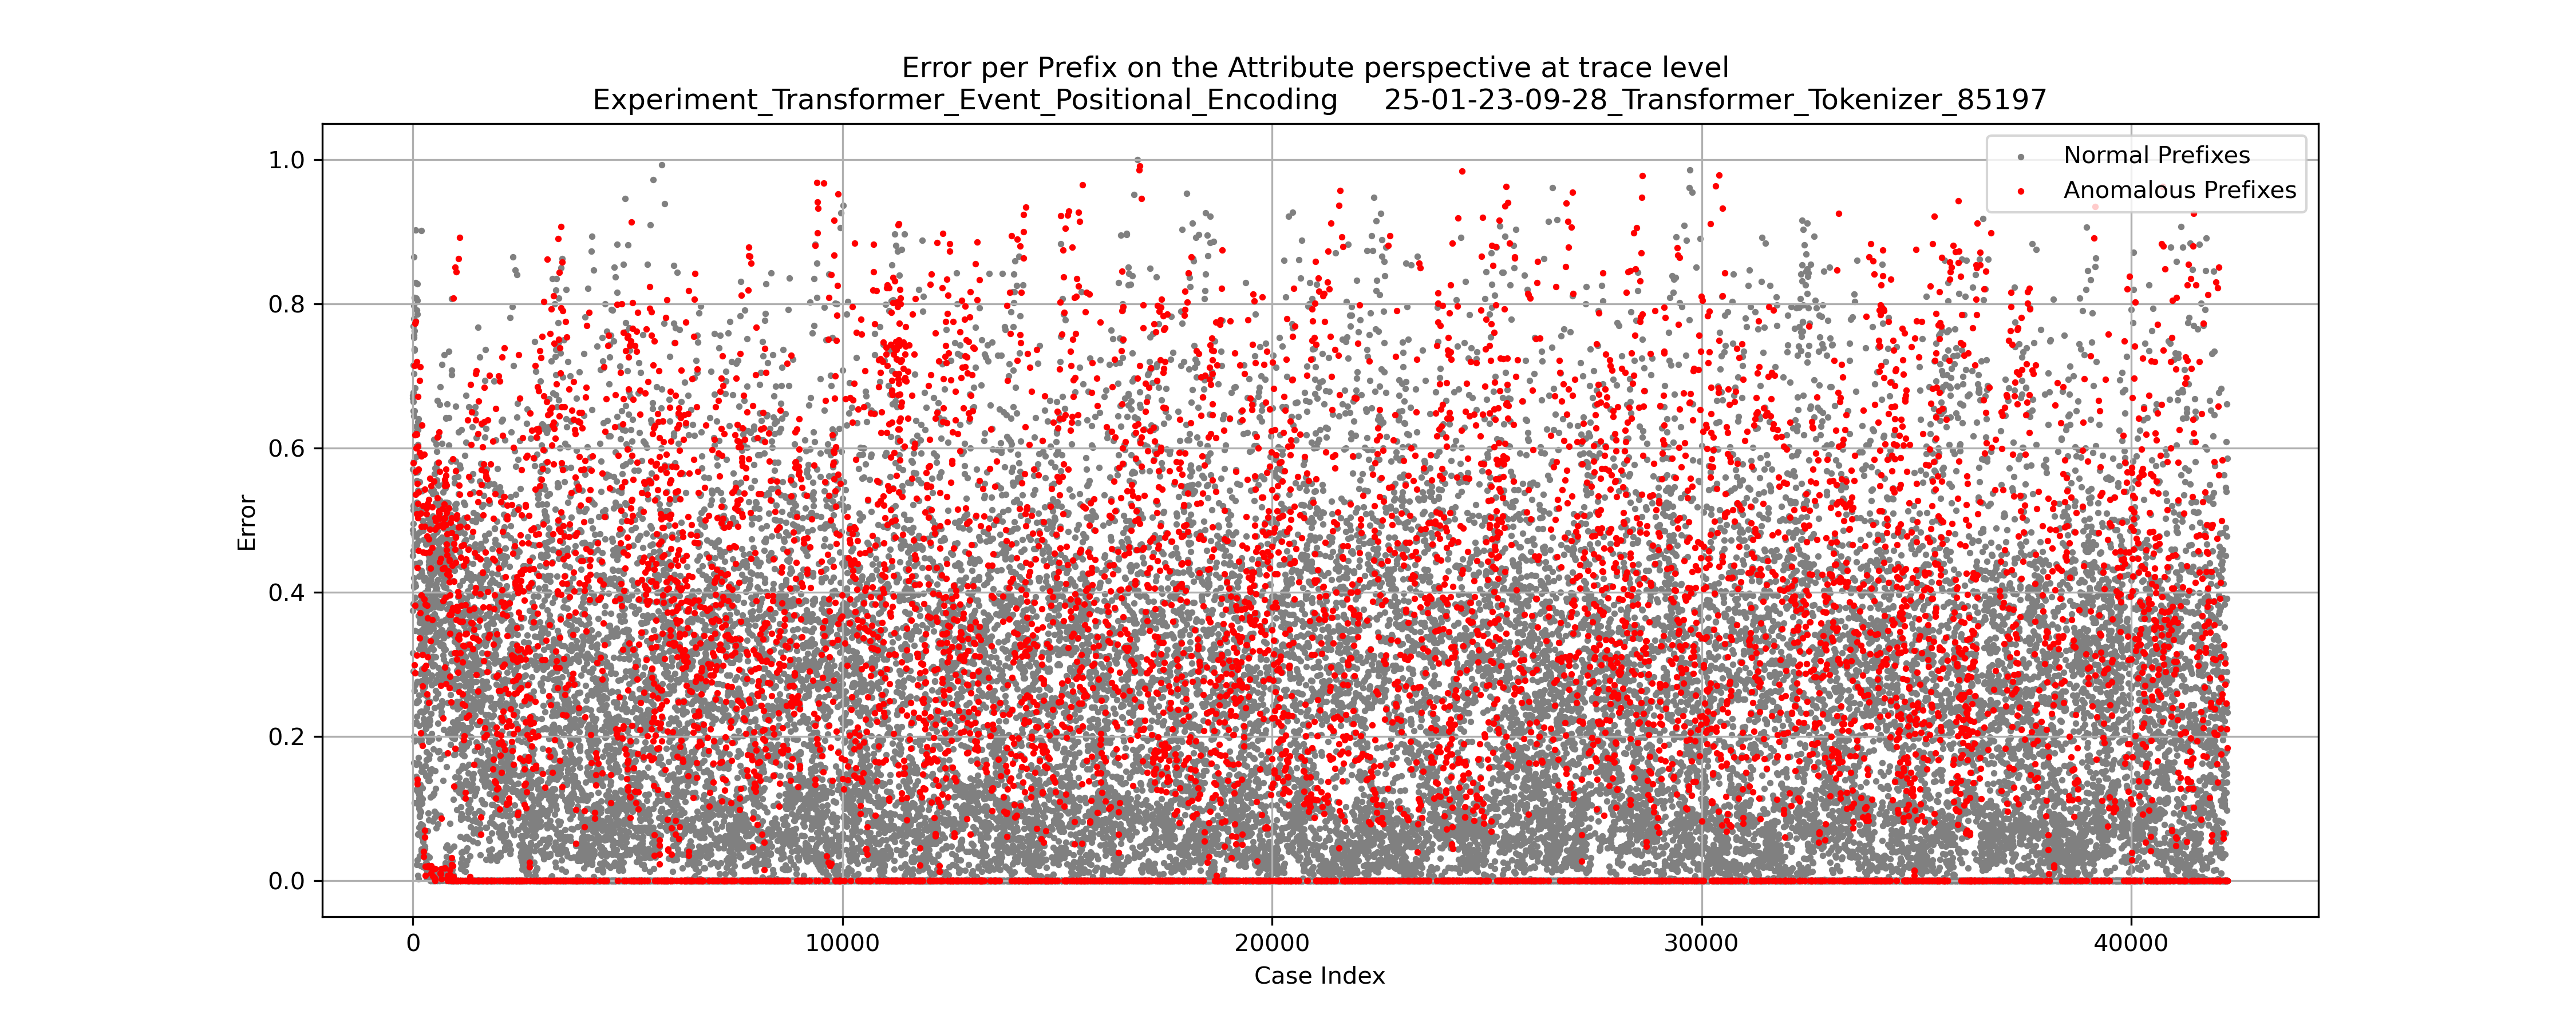 Error per Prefix on the Attribute perspective at trace level
Experiment_Transformer_Event_Positional_Encoding 25-01-23-09-28_Transformer_Tokenizer_85197
Normal Prefixes
Anomalous Prefixes
1.0
0.8
0.6
0.4
0.2
0.0
Error
0 10000 20000 30000 40000
Case Index